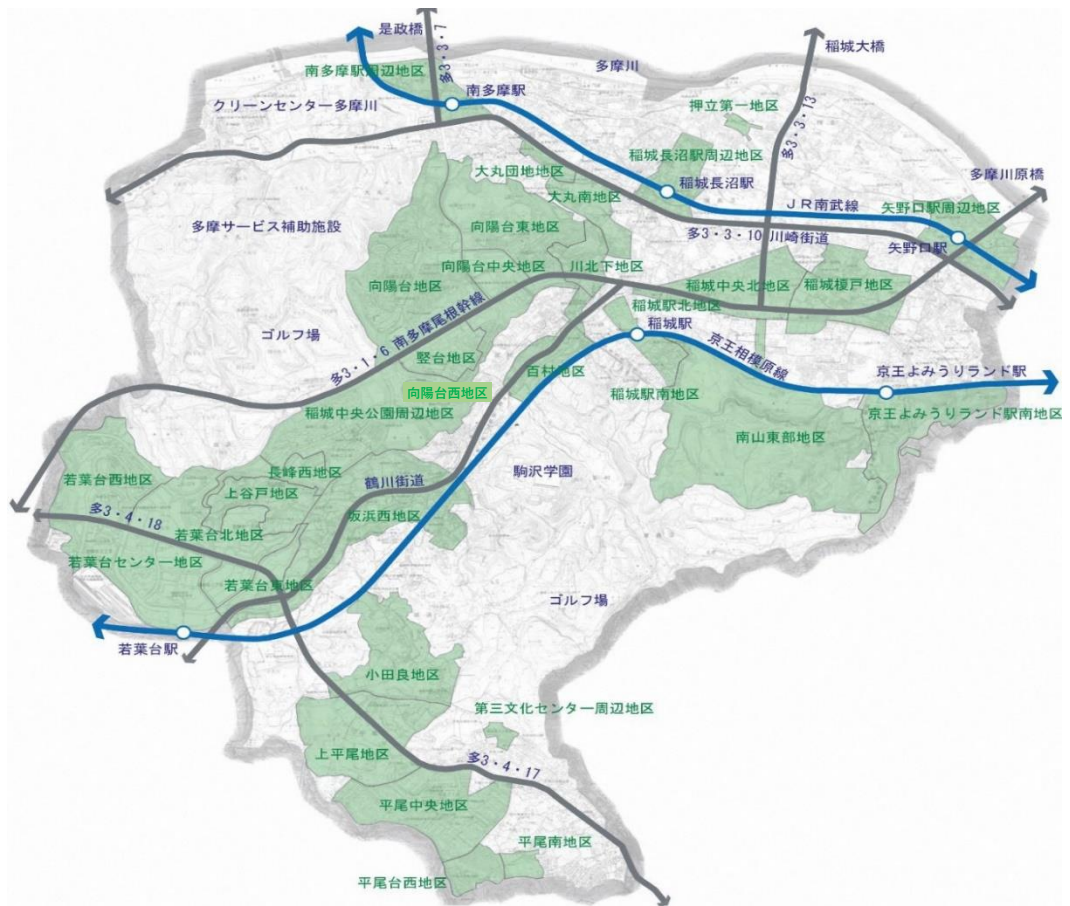 是政橋
多3・3・7
稲城大橋
南多摩駅周辺地区
多摩川
南多摩駅
クリーンセンター多摩川
押立第一地区
多3・3・13
稲城長沼駅周辺地区
大丸団地地区
稲城長沼駅
多摩川原橋
大丸南地区
JR南武線
矢野口駅周辺地区
多摩サービス補助施設
向陽台東地区
多3・3・10 川崎街道
矢野口駅
向陽台中央地区
川北下地区
向陽台地区
稲城中央北地区
稲城榎戸地区
稲城駅北地区
稲城駅
ゴルフ場
多3・1・6 南多摩尾根幹線
京王相模原線
竪台地区
百村地区
京王よみうりランド駅
向陽台西地区
稲城駅南地区
稲城中央公園周辺地区
京王よみうりランド駅南地区
南山東部地区
長峰西地区
駒沢学園
若葉台西地区
鶴川街道
上谷戸地区
多3・4・18
坂浜西地区
若葉台北地区
若葉台センター地区
若葉台東地区
ゴルフ場
若葉台駅
小田良地区
第三文化センター周辺地区
上平尾地区
多3・4・17
平尾中央地区
平尾南地区
平尾台西地区